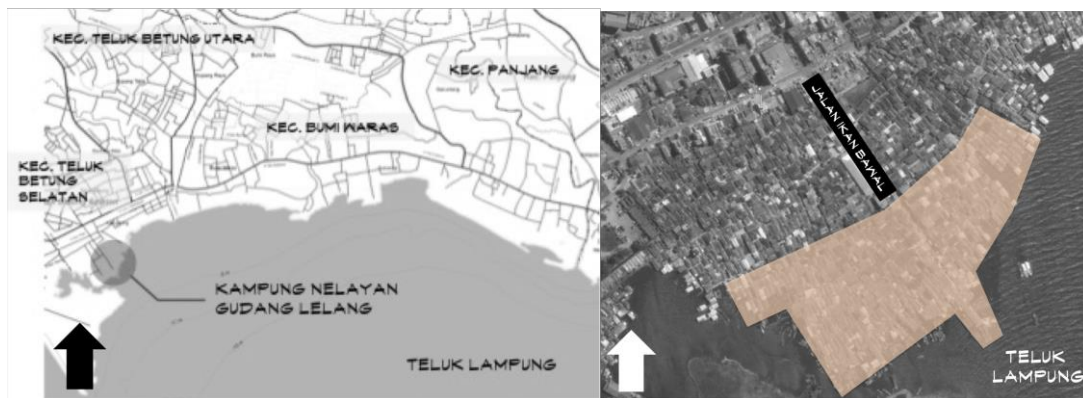 KEC. TELUK BETUNG UTARA
KEC. PANJANG
KEC. BUMI WARAS
KEC. TELUK
BETUNG
SELATAN
KAMPUNG NELAYAN
GUDANG LELANG
TELUK LAMPUNG
JALAN IKAN BAWAL
TELUK
LAMPUNG